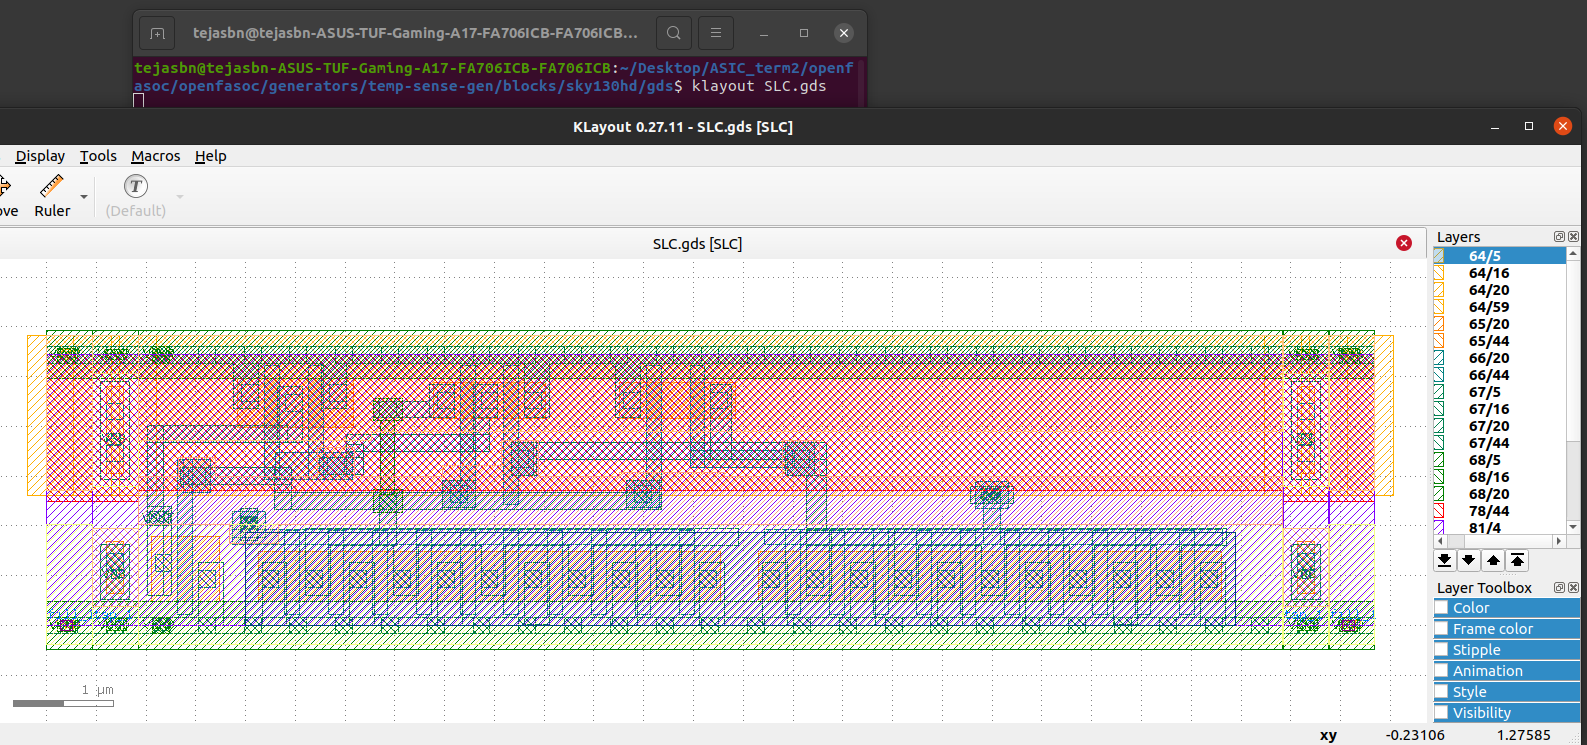 tejasbn@tejasbn-ASUS-TUF-Gaming-A17-FA706ICB-FA706ICB...
tejasbn@tejasbn-ASUS-TUF-Gaming-A17-FA706ICB-FA706ICB:~/Desktop/ASIC_term2/openf
asoc/openfasoc/generators/temp-sense-gen/blocks/sky130hd/gds$ klayout SLC.gds
KLayout 0.27.11 - SLC.gds [SLC]
Display Tools Macros Help
ove Ruler (Default)
SLC.gds [SLC]
Layers
64/5
64/16
64/20
64/59
65/20
65/44
66/20
66/44
67/5
67/16
67/20
67/44
68/5
68/16
68/20
78/44
81/4
Layer Toolbox
Color
Frame color
Stipple
Animation
Style
Visibility
1 µm
xy -0.23106 1.27585